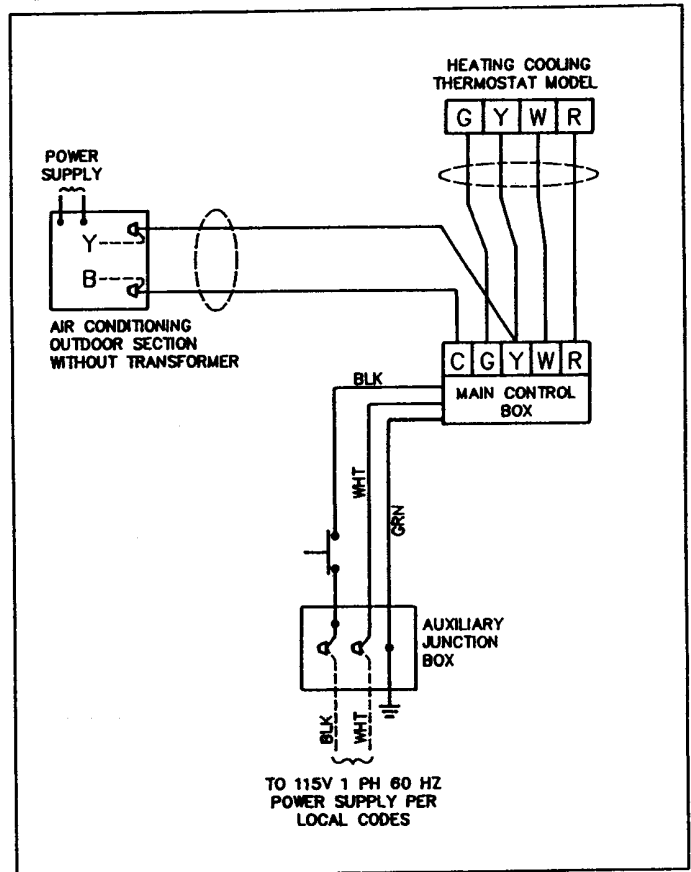 HEATING COOLING
THERMOSTAT MODEL
G Y W R
POWER
SUPPLY
Y
B
AIR CONDITIONING
OUTDOOR SECTION
WITHOUT TRANSFORMER
C G Y W R
MAIN CONTROL
BOX
BLK
WHT
GRN
AUXILIARY
JUNCTION
BOX
BLK
WHT
TO 115V 1 PH 60 HZ
POWER SUPPLY PER
LOCAL CODES